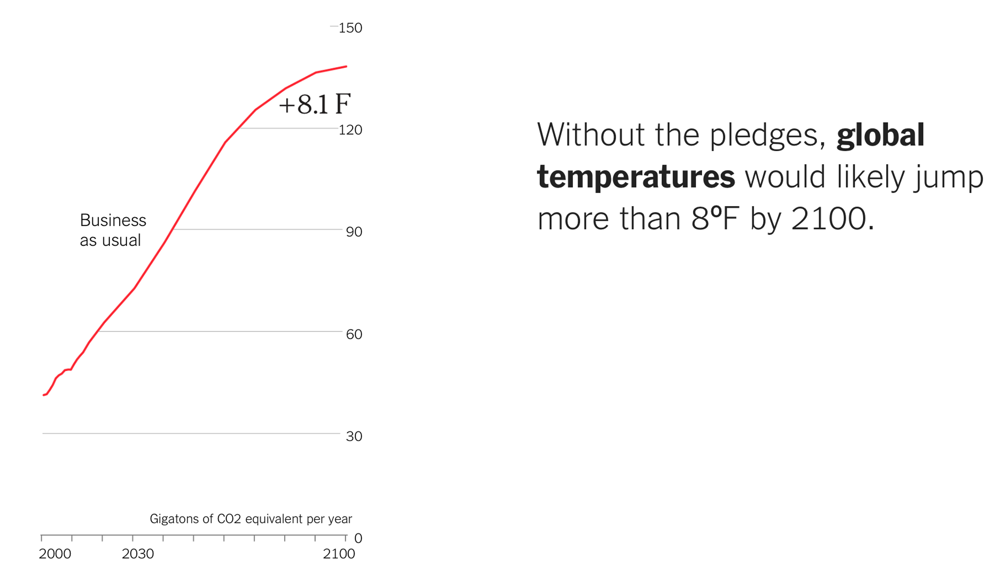 150
+8.1 F
120
Business
as usual
90
60
30
Gigatons of CO2 equivalent per year
0
2000 2030 2100
Without the pledges, global
temperatures would likely jump
more than 8ºF by 2100.